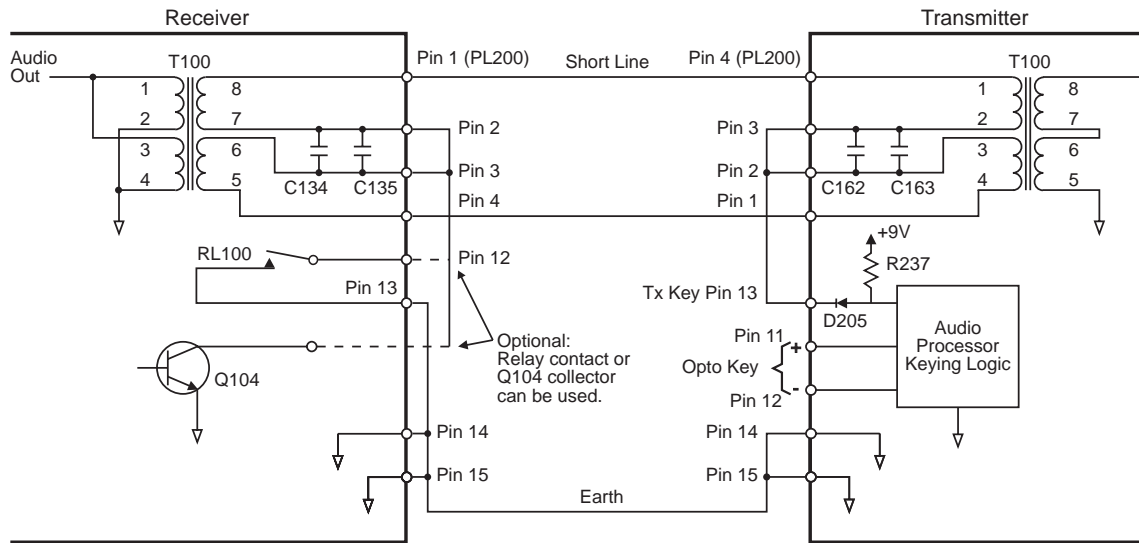 Receiver
Transmitter
Audio
Out
T100
1
2
3
4
8
7
6
5
C134
C135
Pin 1 (PL200)
Short Line
Pin 4 (PL200)
Pin 2
Pin 3
Pin 4
Pin 3
Pin 2
Pin 1
T100
1
2
3
4
8
7
6
5
C162
C163
RL100
Pin 12
Pin 13
Q104
Optional:
Relay contact or
Q104 collector
can be used.
Tx Key Pin 13
+9V
R237
D205
Pin 11
+
Opto Key
-
Pin 12
Audio
Processor
Keying Logic
Pin 14
Pin 15
Earth
Pin 14
Pin 15